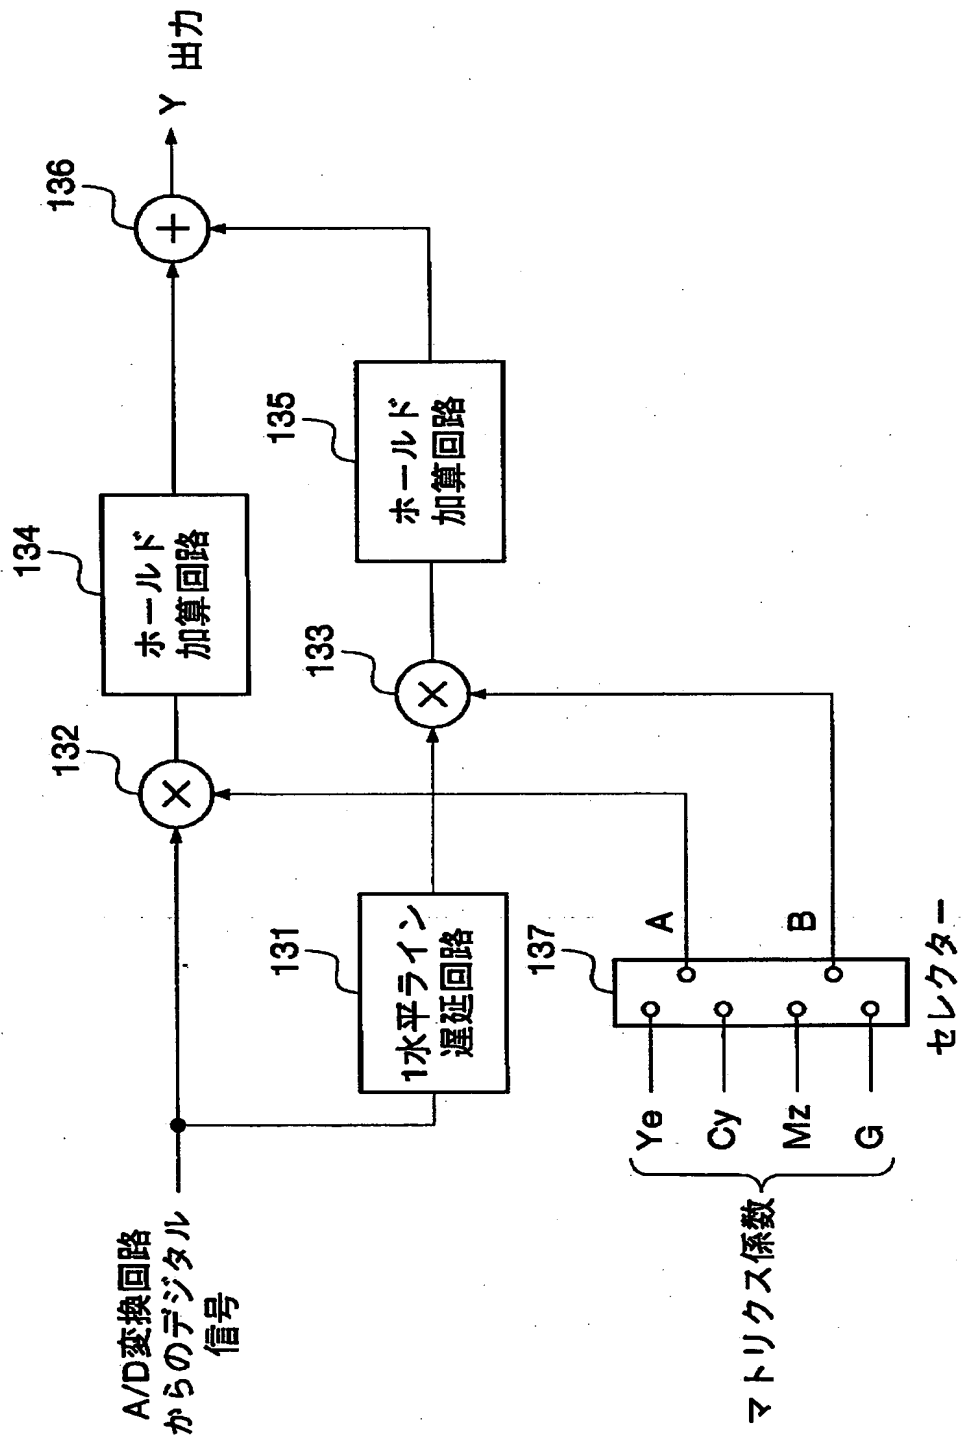 A/D変換回路
からのデジタル
信号
132
134
ホールド
加算回路
136
Y 出力
131
1水平ライン
遅延回路
133
135
ホールド
加算回路
マトリクス係数
Ye
Cy
Mz
G
137
A
B
セレクター